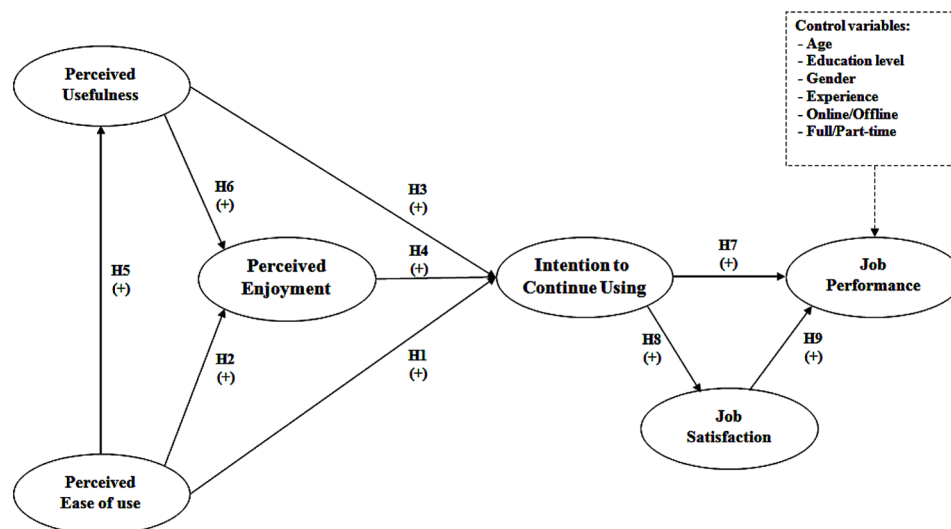 Control variables:
- Age
- Education level
- Gender
- Experience
- Online/Offline
- Full/Part-time
Perceived
Usefulness
H6
(+)
H3
(+)
H5
(+)
Perceived
Enjoyment
H4
(+)
Intention to
Continue Using
H7
(+)
Job
Performance
H2
(+)
H1
(+)
H8
(+)
H9
(+)
Job
Satisfaction
Perceived
Ease of use